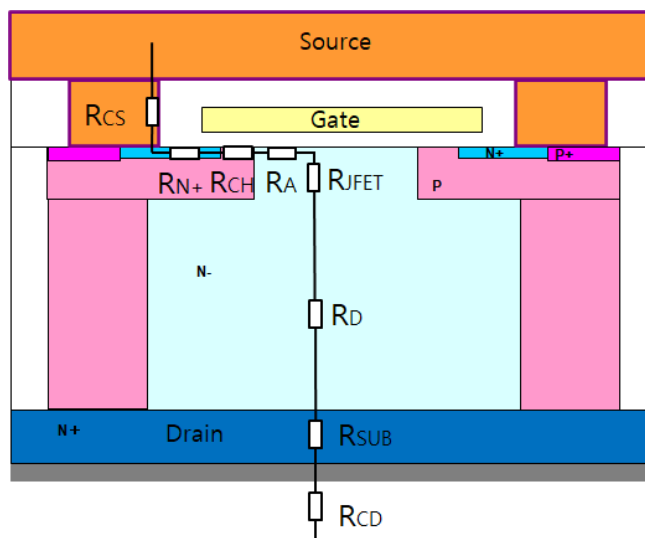 Source
RCS
Gate
N+ P+
RN+ RCH RA RJFET P
N-
RD
N+ Drain RSUB
RCD